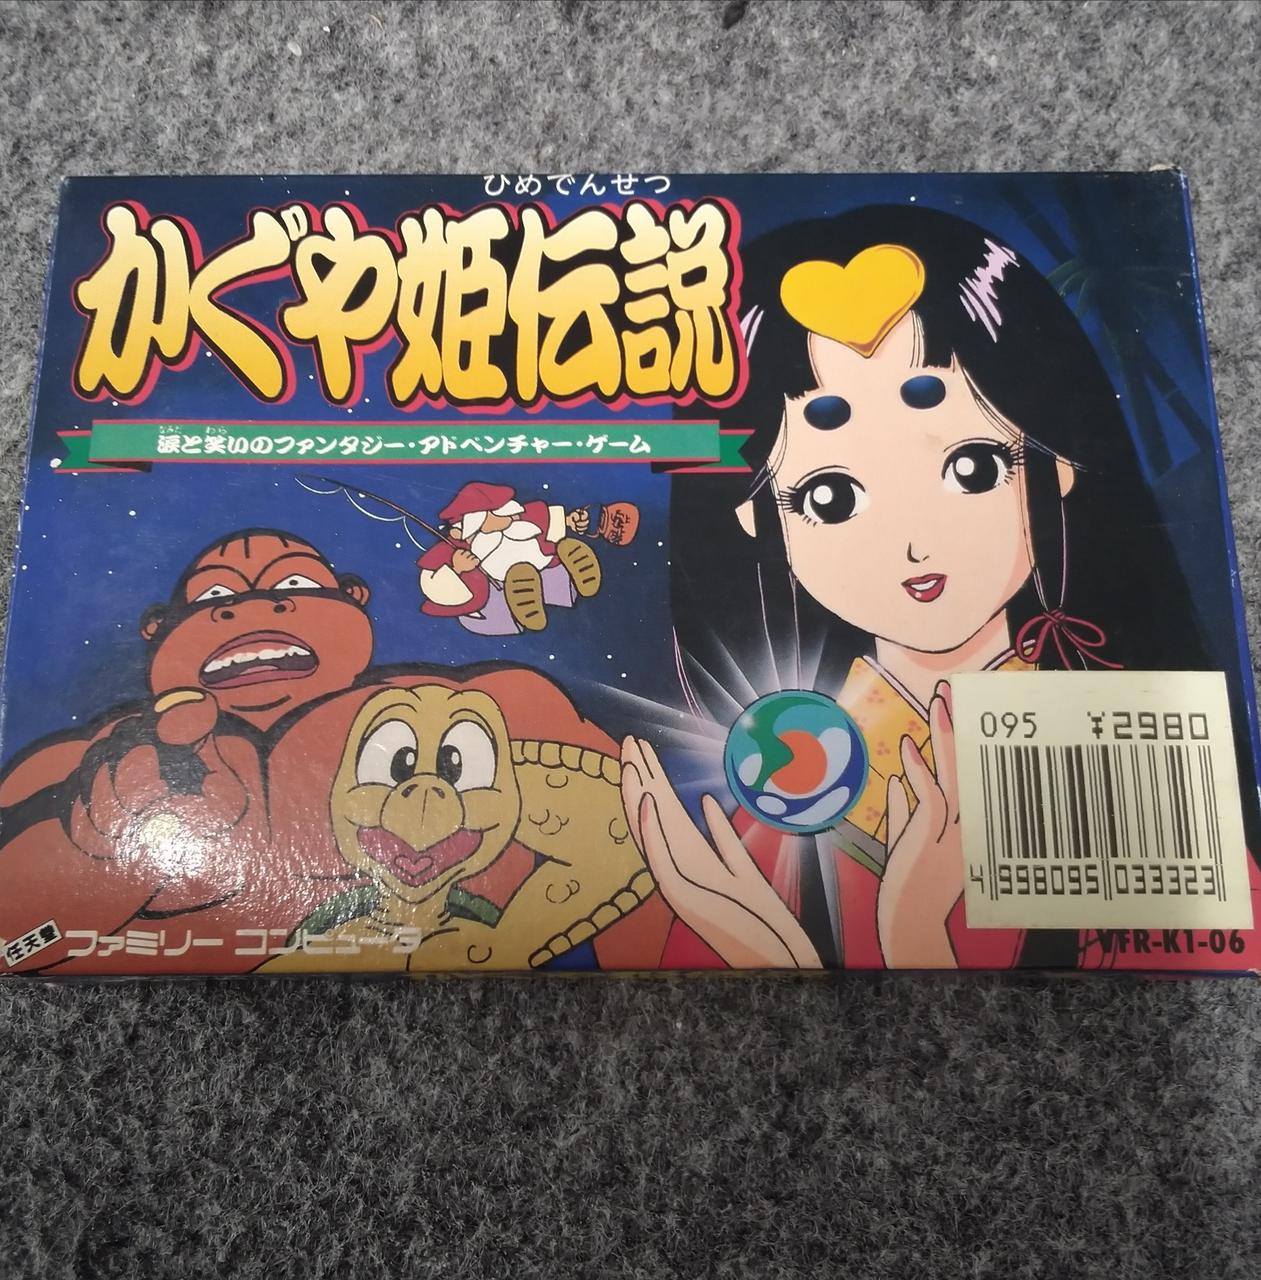 ひめでんせつ
かぐや姫伝説
なみだ わら
涙と笑いのファンタジー・アドベンチャー・ゲーム
095 ¥2980
4 998095 033323
任天堂 ファミリー コンピュータ
VFR-K1-06